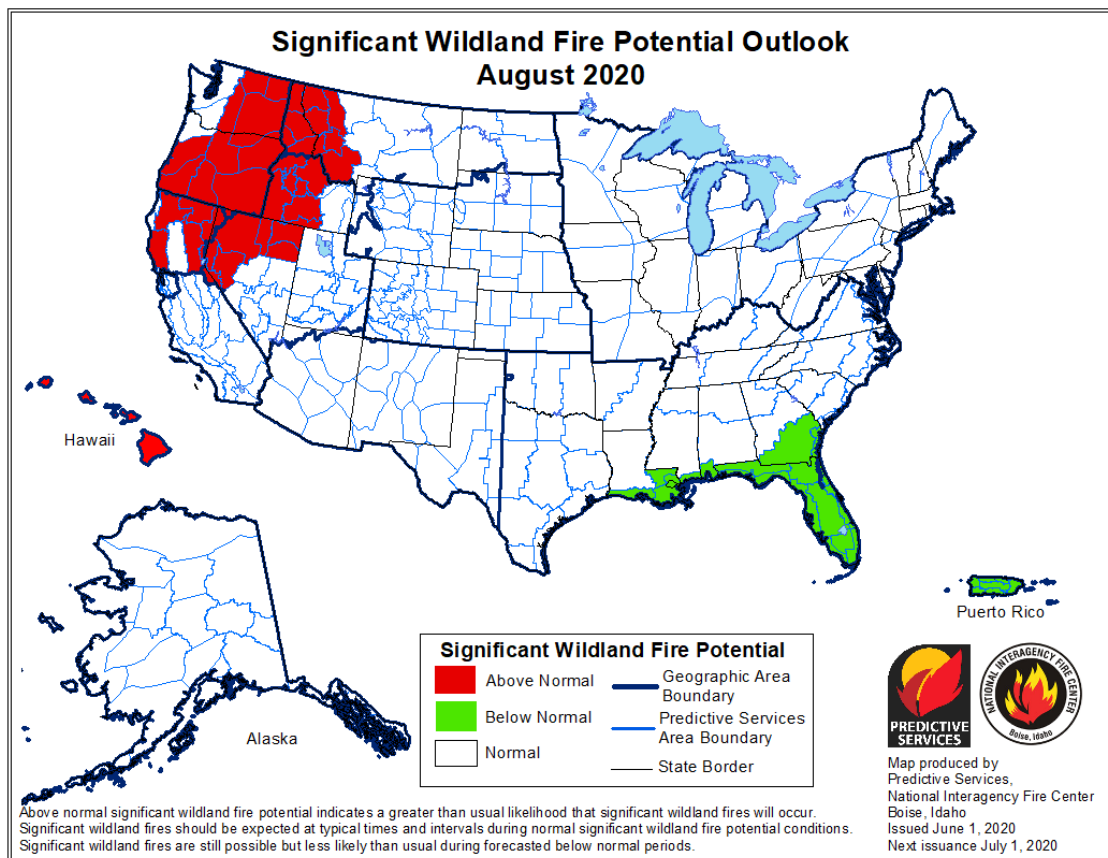 Significant Wildland Fire Potential Outlook
August 2020
Hawaii
Puerto Rico
Alaska
Significant Wildland Fire Potential
Above Normal
Below Normal
Normal
Geographic Area
Boundary
Predictive Services
Area Boundary
State Border
PREDICTIVE
SERVICES
NATIONAL INTERAGENCY FIRE CENTER
Boise, Idaho
Map produced by
Predictive Services,
National Interagency Fire Center
Boise, Idaho
Issued June 1, 2020
Next issuance July 1, 2020
Above normal significant wildland fire potential indicates a greater than usual likelihood that significant wildland fires will occur.
Significant wildland fires should be expected at typical times and intervals during normal significant wildland fire potential conditions.
Significant wildland fires are still possible but less likely than usual during forecasted below normal periods.